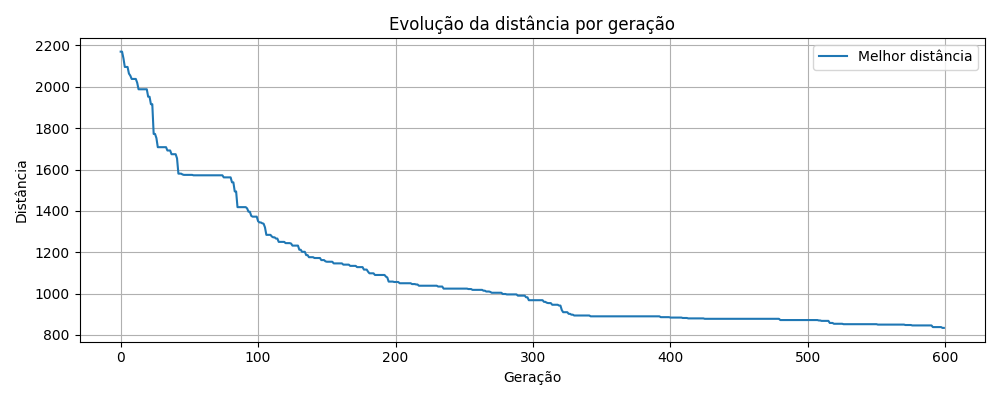 Evolução da distância por geração
Melhor distância
Distância
2200
2000
1800
1600
1400
1200
1000
800
0 100 200 300 400 500 600
Geração